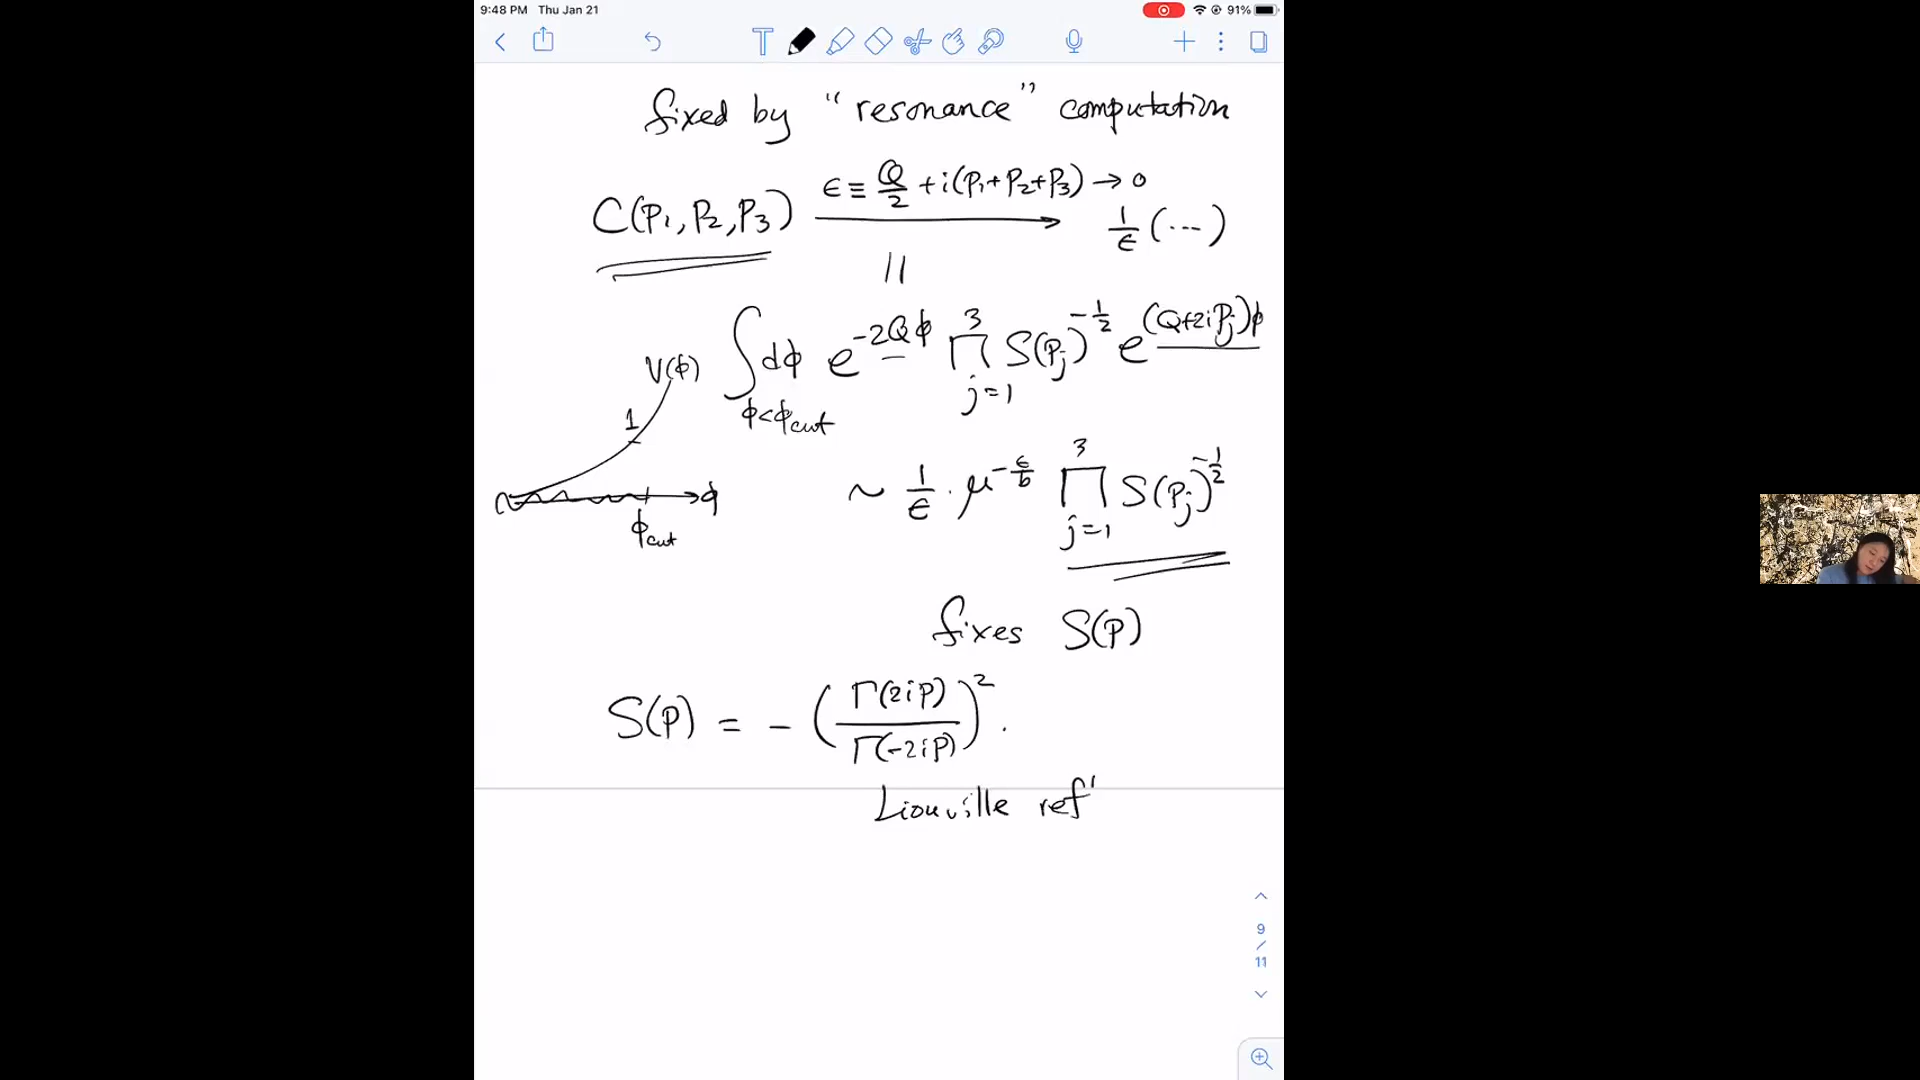 9:48 PM Thu Jan 21
91%
fixed by "resonance" computation
C(P₁,P₂,P₃) ϵ ≡ Q/2 + i(P₁+P₂+P₃) → 0
1/ϵ (...)
||
V(ϕ) ∫_{ϕ<ϕ_cut} dϕ e^{-2Qϕ} ∏_{j=1}^{3} S(P_j)^{-1/2} e^{(Q+2iP_j)ϕ}
1
ϕ
ϕ_cut
~ 1/ϵ · μ^{-ϵ/b} ∏_{j=1}^{3} S(P_j)^{-1/2}
fixes S(P)
S(P) = - (Γ(2iP)/Γ(-2iP))² .
Liouville ref'
9
/
11